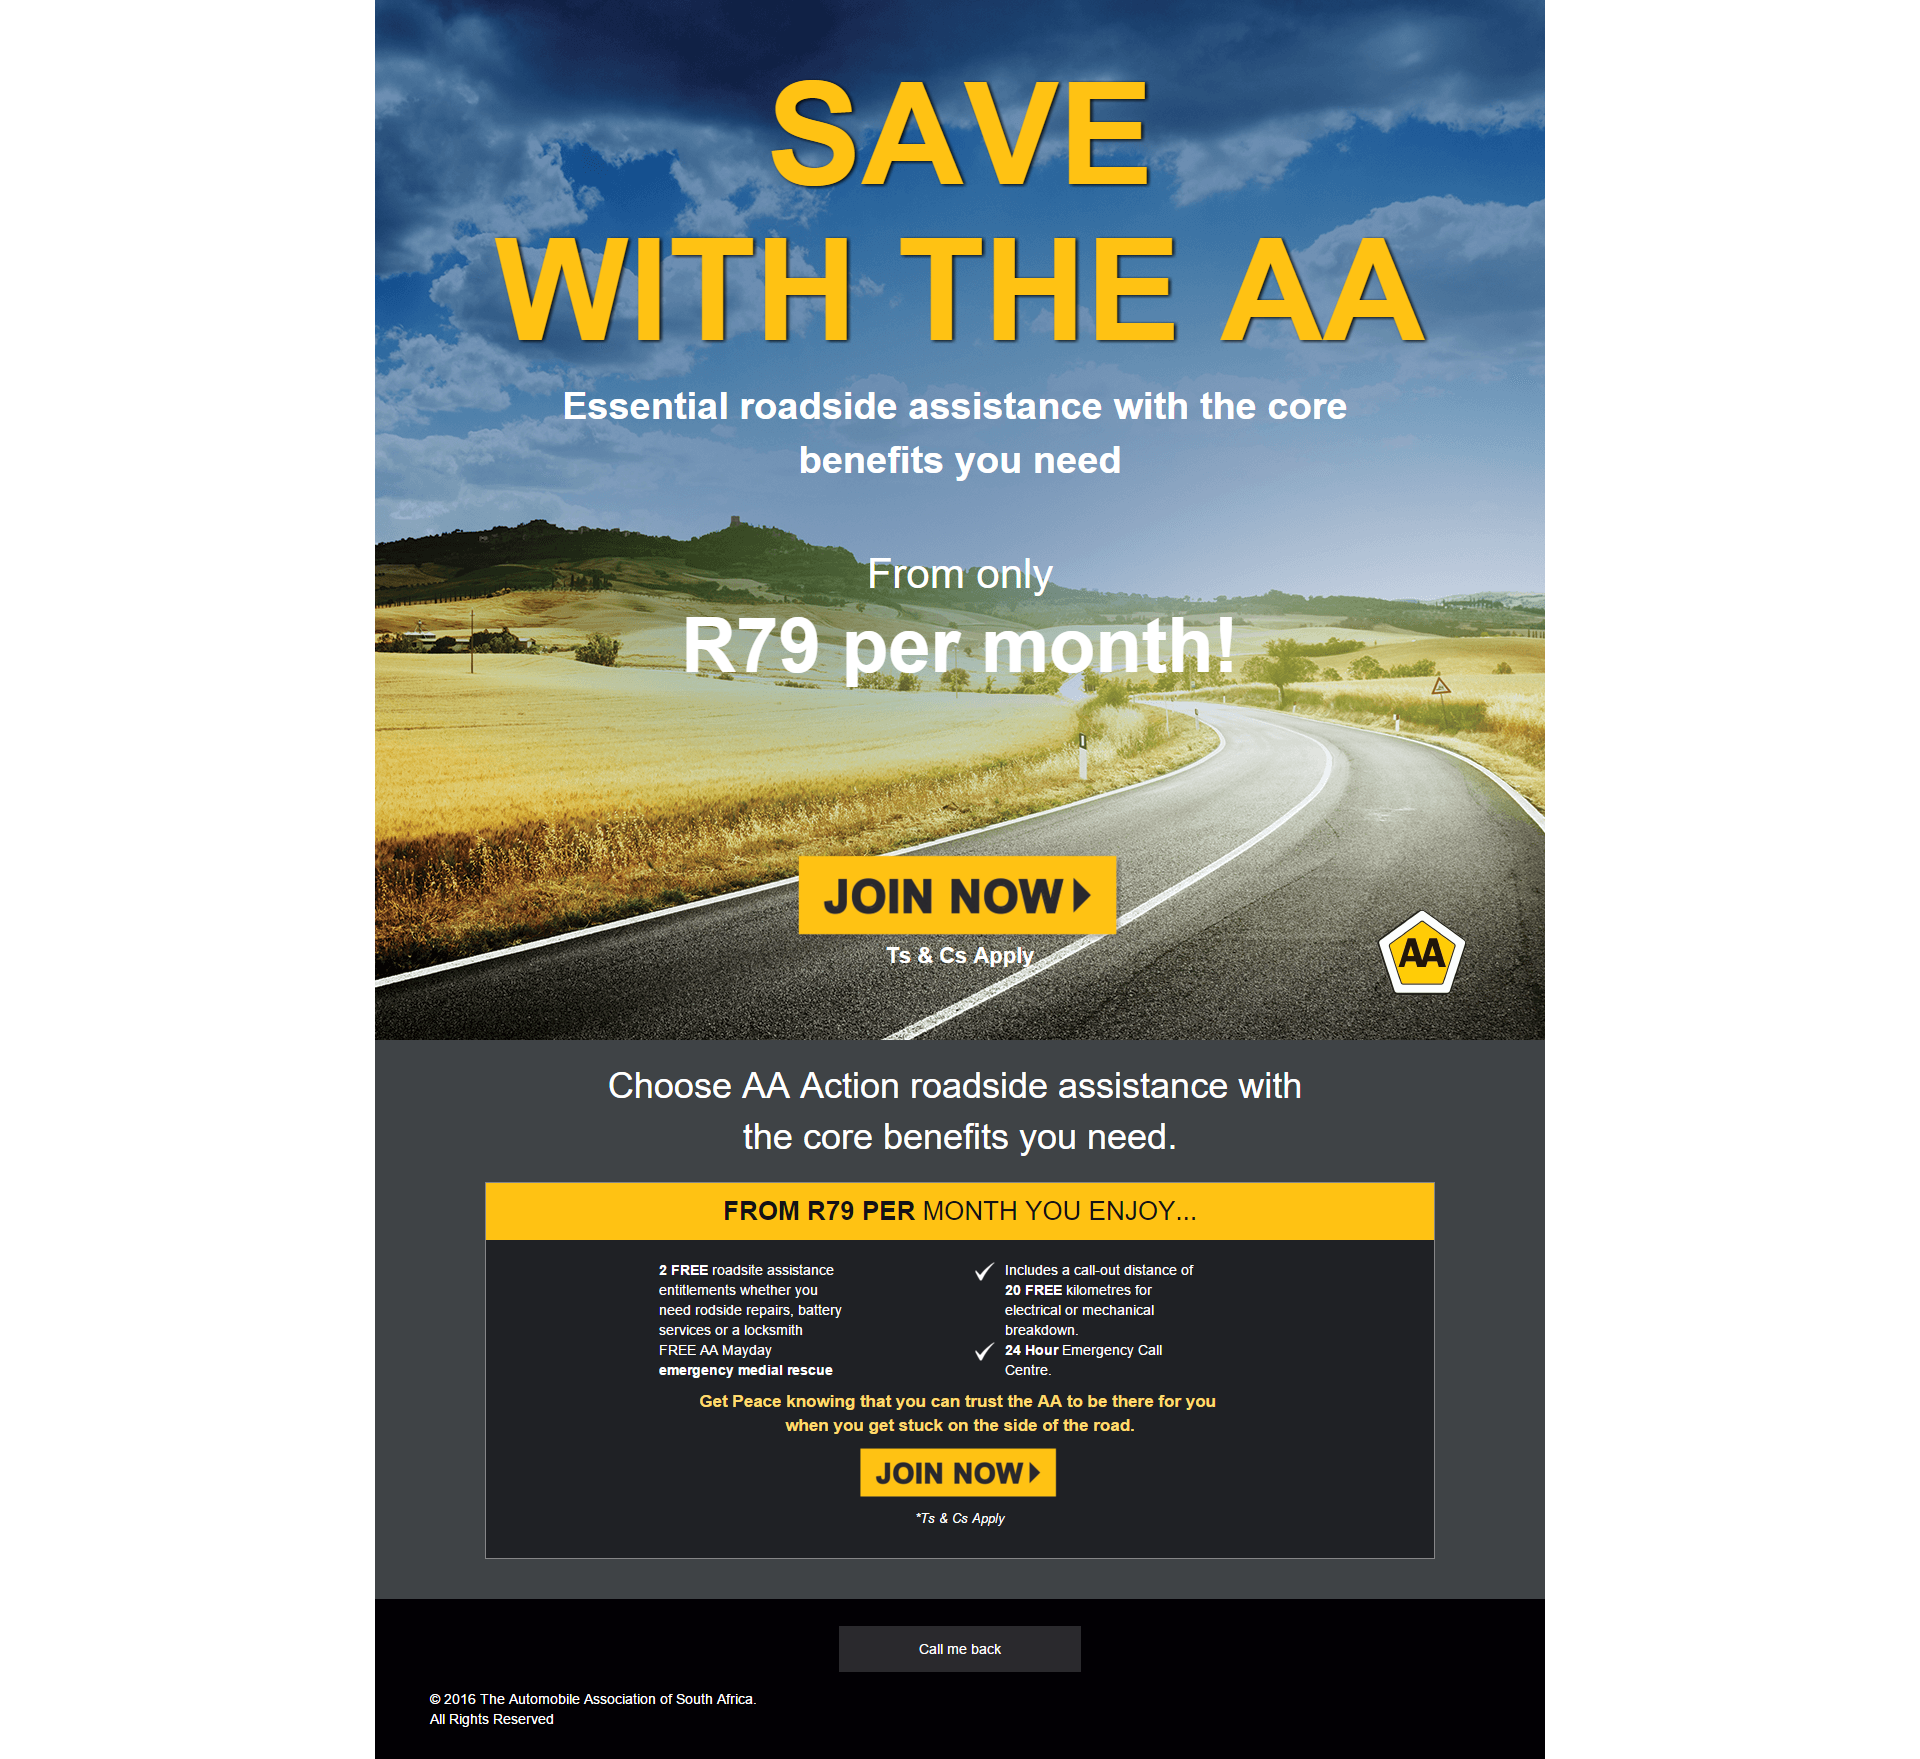 SAVE
WITH THE AA
Essential roadside assistance with the core
benefits you need
From only
R79 per month!
JOIN NOW
Ts & Cs Apply
AA
Choose AA Action roadside assistance with
the core benefits you need.
FROM R79 PER MONTH YOU ENJOY...
2 FREE roadsite assistance
entitlements whether you
need rodside repairs, battery
services or a locksmith
FREE AA Mayday
emergency medial rescue
Includes a call-out distance of
20 FREE kilometres for
electrical or mechanical
breakdown.
24 Hour Emergency Call
Centre.
Get Peace knowing that you can trust the AA to be there for you
when you get stuck on the side of the road.
JOIN NOW
*Ts & Cs Apply
Call me back
© 2016 The Automobile Association of South Africa.
All Rights Reserved